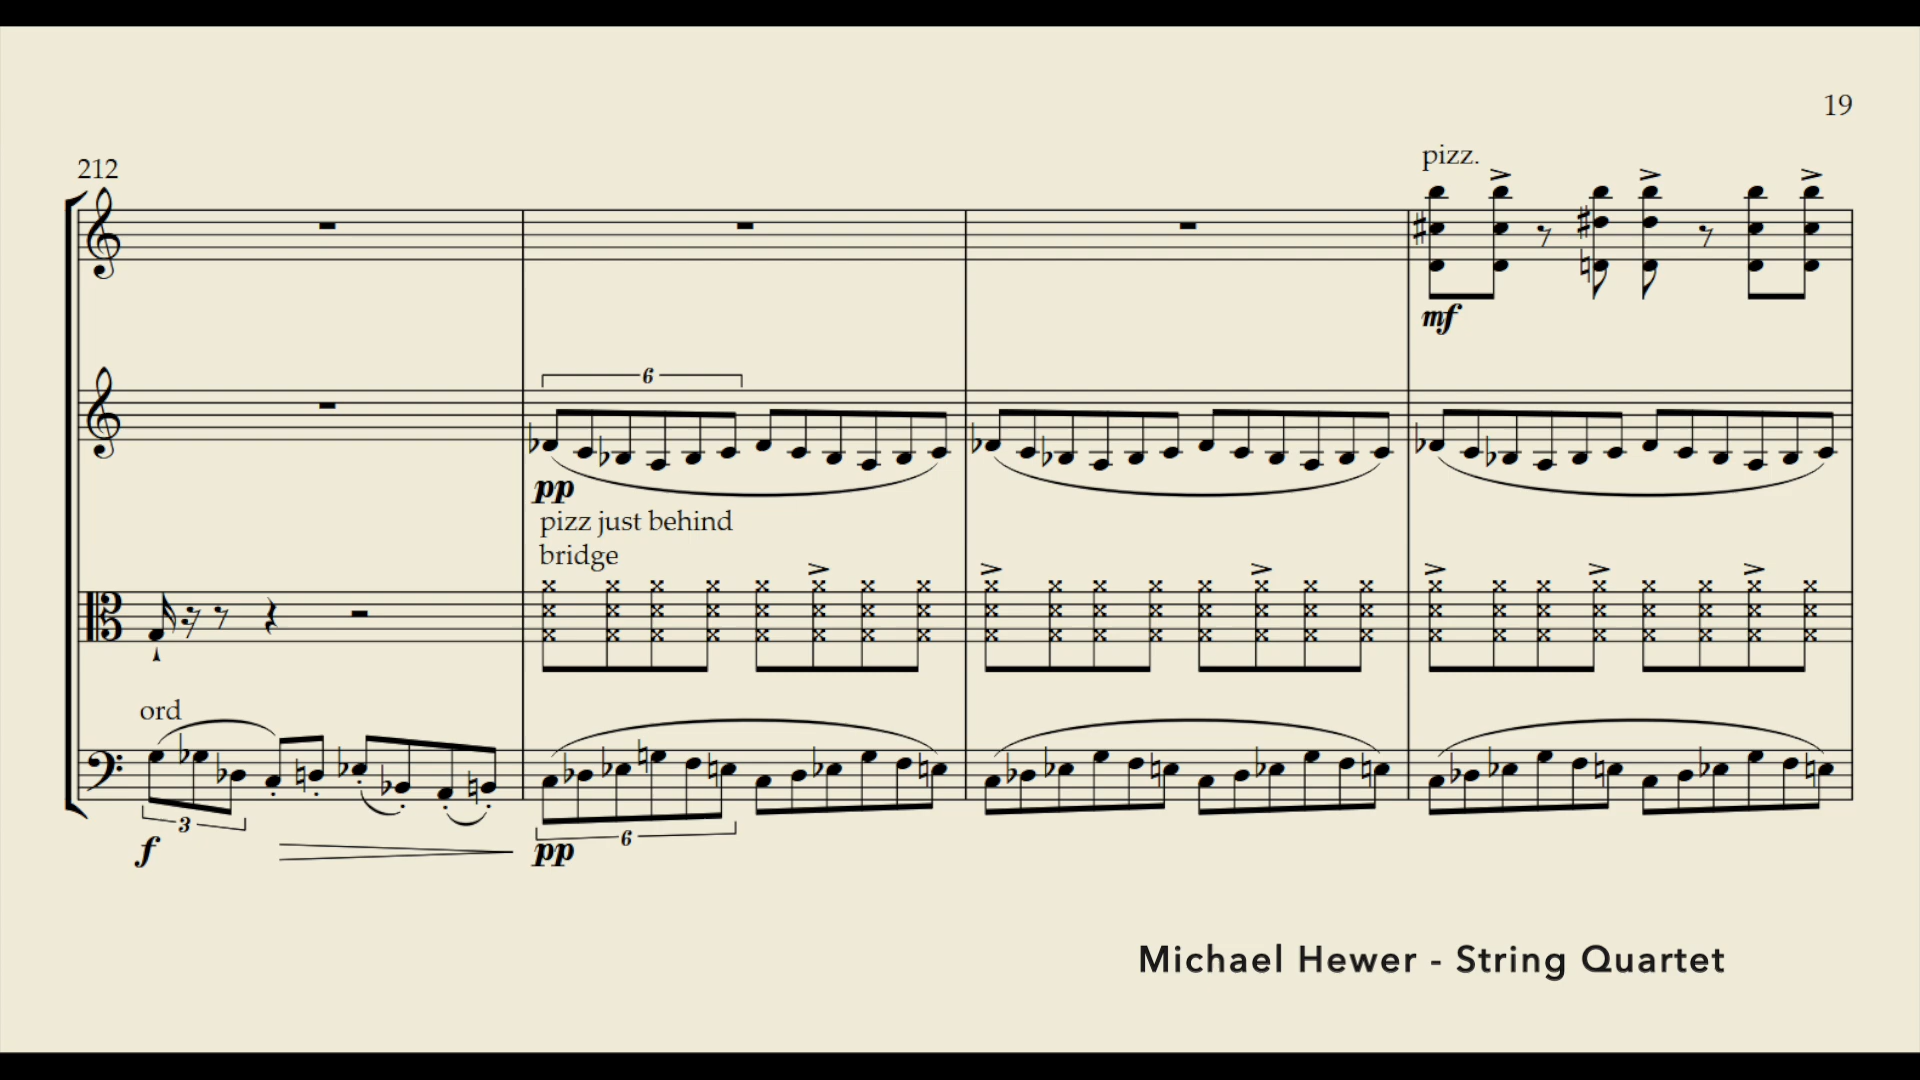 19
212
pizz.
mf
6
pp
pizz just behind
bridge
ord
3
f
6
pp
Michael Hewer - String Quartet